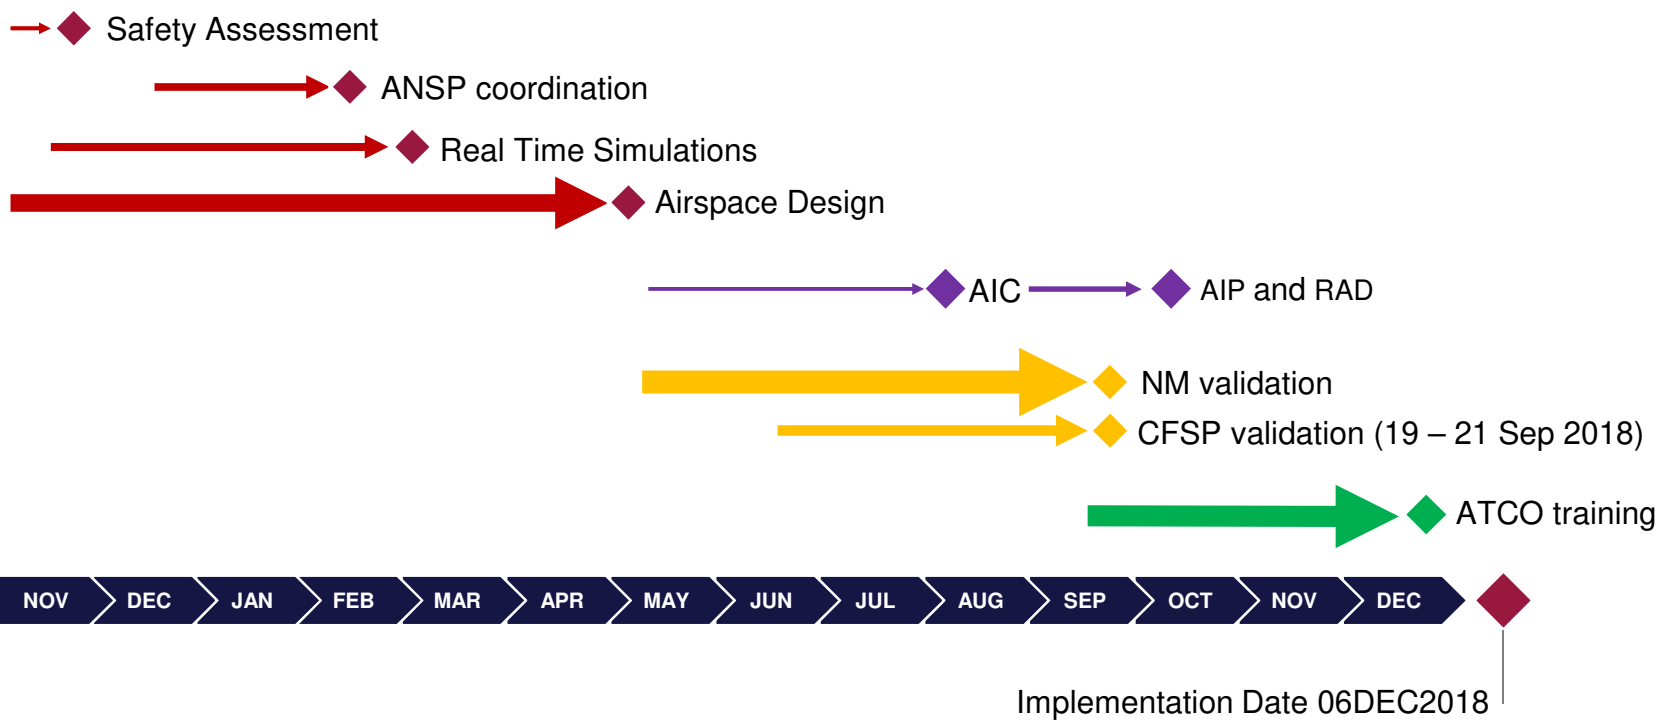 Safety Assessment
ANSP coordination
Real Time Simulations
Airspace Design
AIC AIP and RAD
NM validation
CFSP validation (19 – 21 Sep 2018)
ATCO training
NOV DEC JAN FEB MAR APR MAY JUN JUL AUG SEP OCT NOV DEC
Implementation Date 06DEC2018